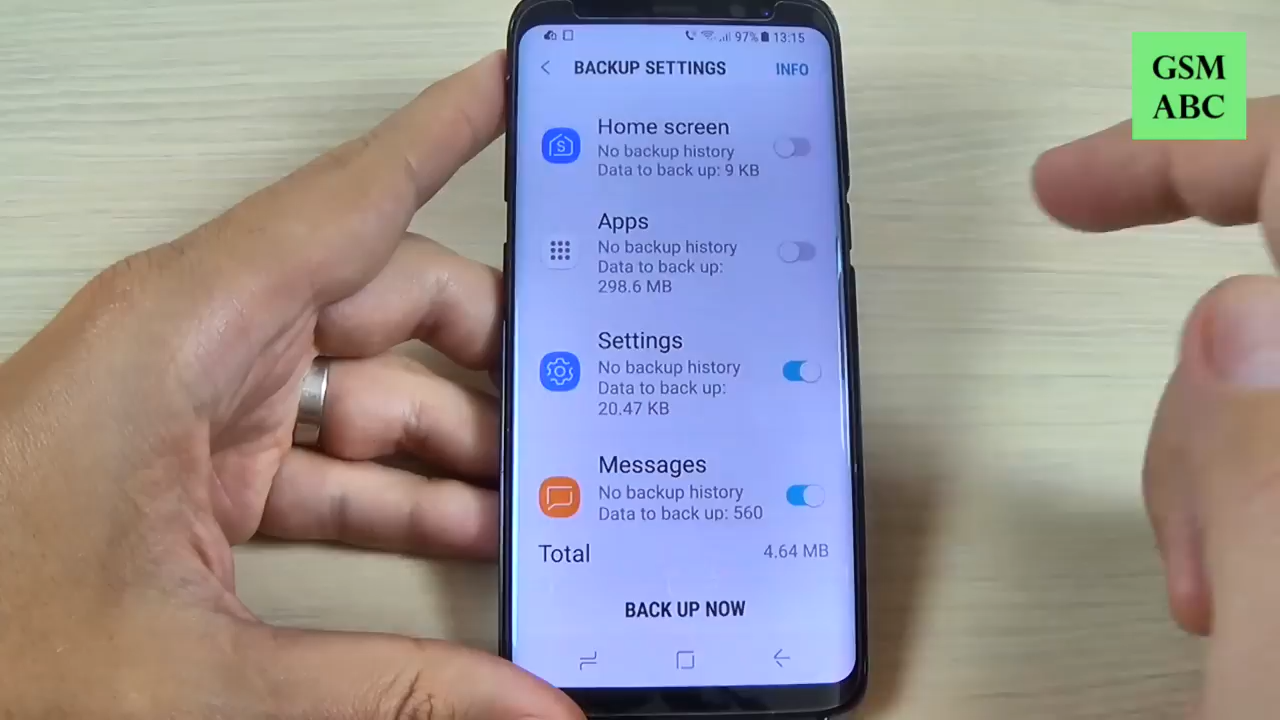 97% 13:15
BACKUP SETTINGS
INFO
Home screen
No backup history
Data to back up: 9 KB
Apps
No backup history
Data to back up:
298.6 MB
Settings
No backup history
Data to back up:
20.47 KB
Messages
No backup history
Data to back up: 560
Total
4.64 MB
BACK UP NOW
GSM
ABC